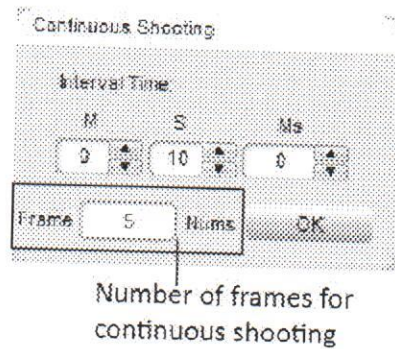 Continuous Shooting
Interval Time:
M S Ms
0 10 0
Frame 5 Nums OK
Number of frames for
continuous shooting